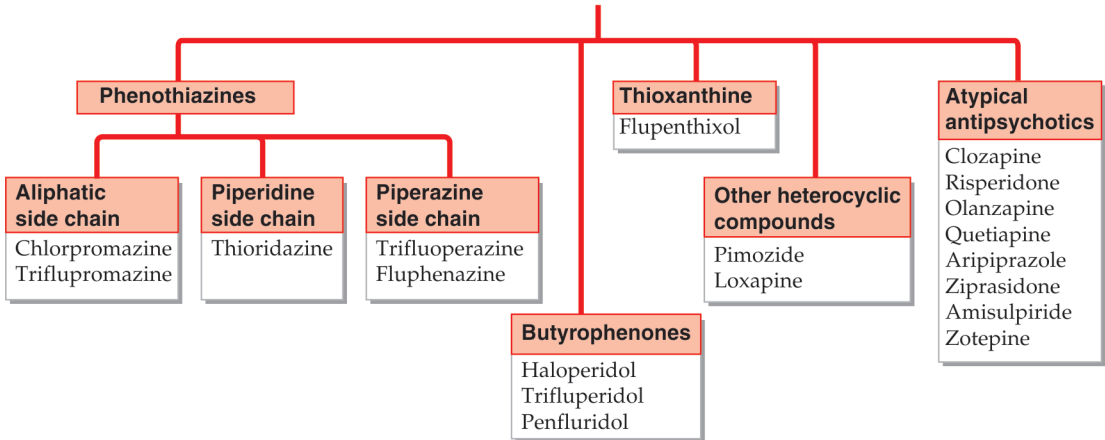 Phenothiazines
Aliphatic
side chain
Chlorpromazine
Triflupromazine
Piperidine
side chain
Thioridazine
Piperazine
side chain
Trifluoperazine
Fluphenazine
Butyrophenones
Haloperidol
Trifluperidol
Penfluridol
Thioxanthine
Flupenthixol
Other heterocyclic
compounds
Pimozide
Loxapine
Atypical
antipsychotics
Clozapine
Risperidone
Olanzapine
Quetiapine
Aripiprazole
Ziprasidone
Amisulpiride
Zotepine